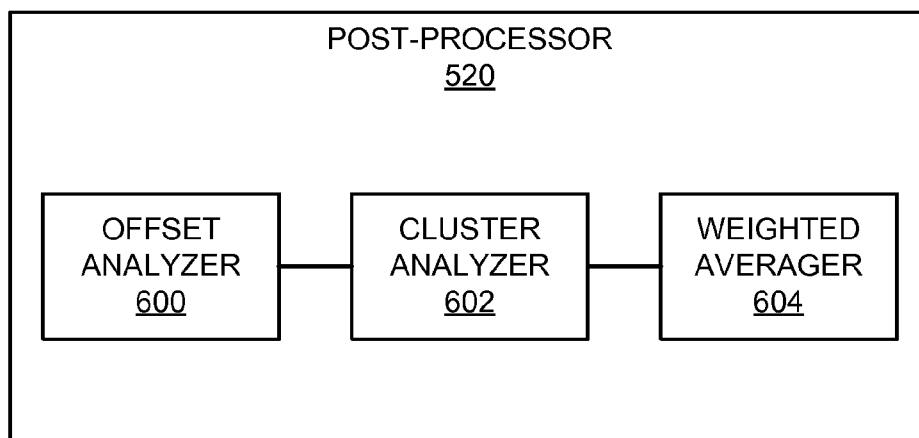 POST-PROCESSOR
520
OFFSET
ANALYZER
600
CLUSTER
ANALYZER
602
WEIGHTED
AVERAGER
604